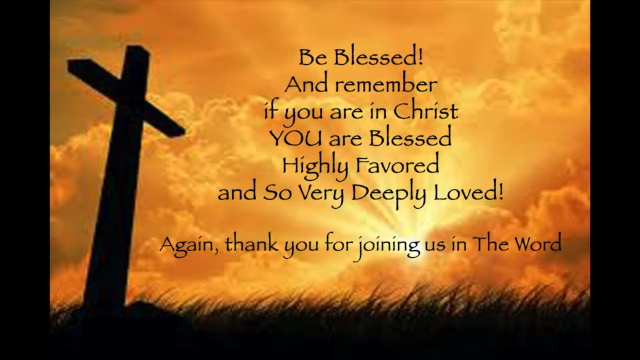 Be Blessed!
And remember
if you are in Christ
YOU are Blessed
Highly Favored
and So Very Deeply Loved!
Again, thank you for joining us in The Word